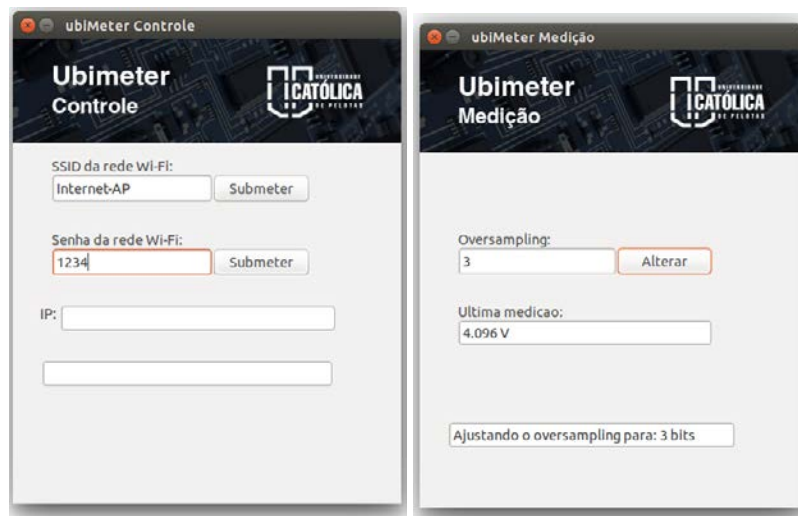 ubiMeter Controle
Ubimeter
Controle
UNIVERSIDADE
CATÓLICA
DE PELOTAS
SSID da rede Wi-Fi:
Internet-AP
Submeter
Senha da rede Wi-Fi:
1234
Submeter
IP:
ubiMeter Medição
Ubimeter
Medição
UNIVERSIDADE
CATÓLICA
DE PELOTAS
Oversampling:
3
Alterar
Ultima medicao:
4.096 V
Ajustando o oversampling para: 3 bits